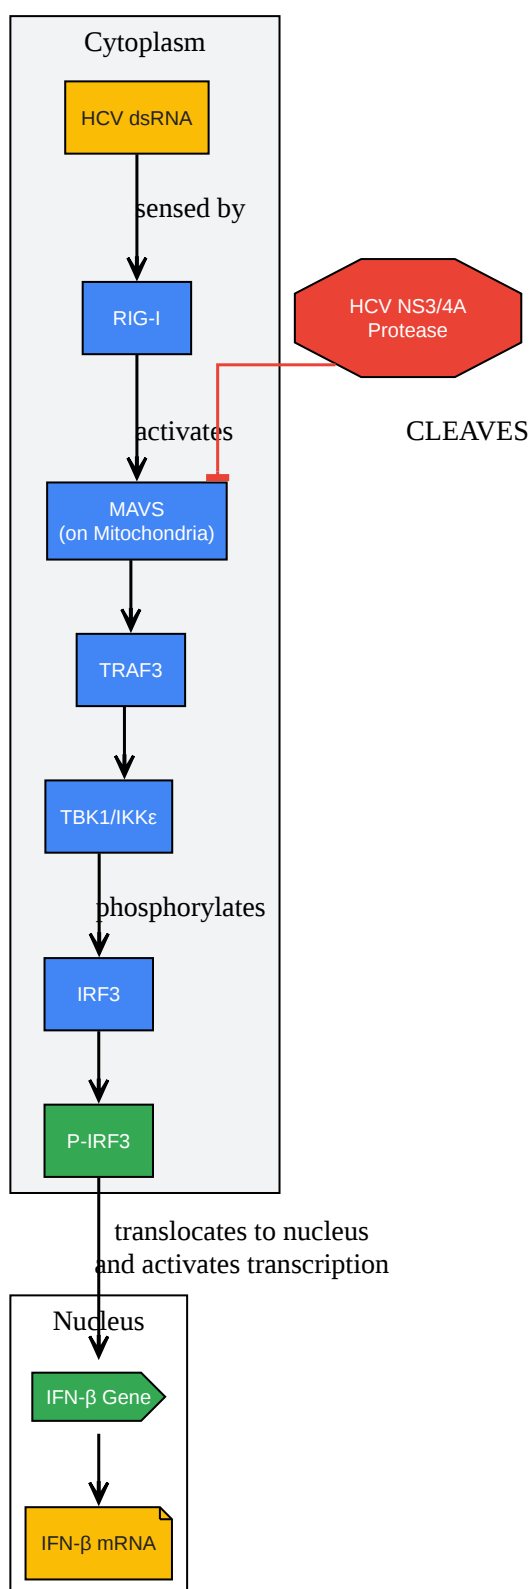 Cytoplasm
HCV dsRNA
sensed by
RIG-I
HCV NS3/4A
Protease
activates
CLEAVES
MAVS
(on Mitochondria)
TRAF3
TBK1/IKKε
phosphorylates
IRF3
P-IRF3
translocates to nucleus
and activates transcription
Nucleus
IFN-β Gene
IFN-β mRNA